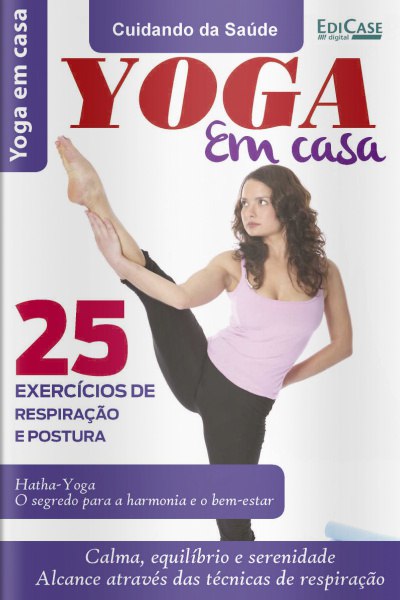 Yoga em casa
Cuidando da Saúde
EDICASE
digital
YOGA
Em casa
25
EXERCÍCIOS DE
RESPIRAÇÃO
E POSTURA
Hatha-Yoga
O segredo para a harmonia e o bem-estar
Calma, equilíbrio e serenidade
Alcance através das técnicas de respiração